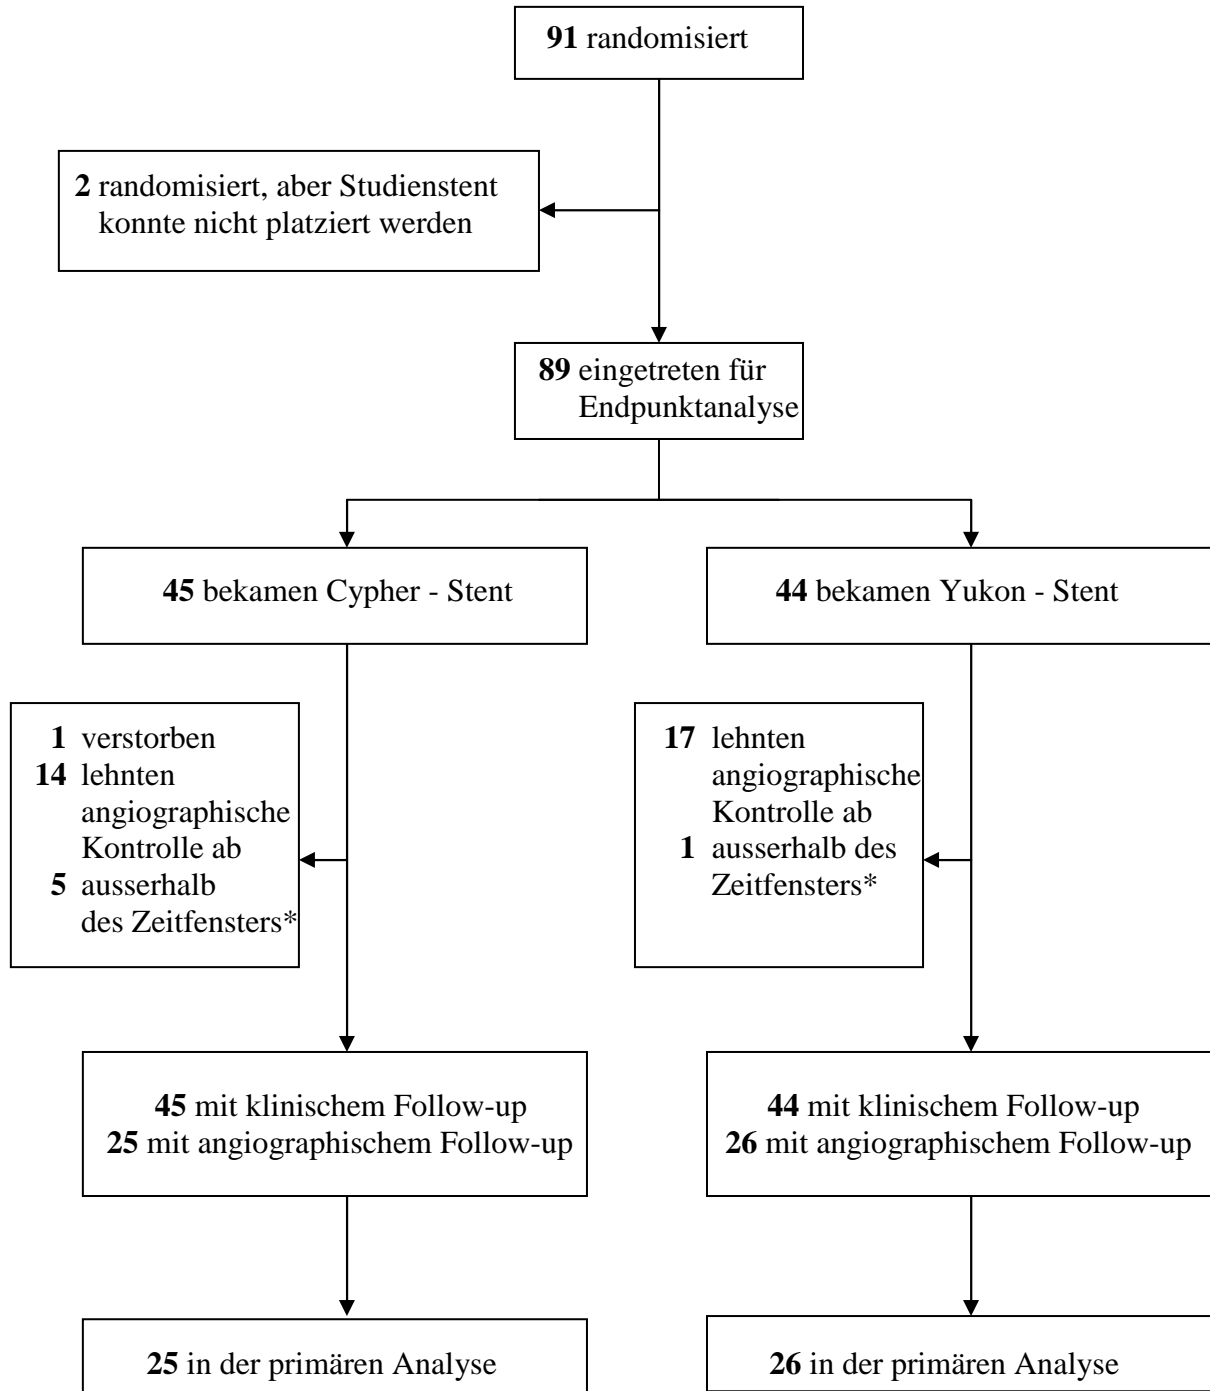 91 randomisiert
2 randomisiert, aber Studienstent
konnte nicht platziert werden
89 eingetreten für
Endpunktanalyse
45 bekamen Cypher - Stent
44 bekamen Yukon - Stent
1 verstorben
14 lehnten
angiographische
Kontrolle ab
5 ausserhalb
des Zeitfensters*
17 lehnten
angiographische
Kontrolle ab
1 ausserhalb des
Zeitfensters*
45 mit klinischem Follow-up
25 mit angiographischem Follow-up
44 mit klinischem Follow-up
26 mit angiographischem Follow-up
25 in der primären Analyse
26 in der primären Analyse